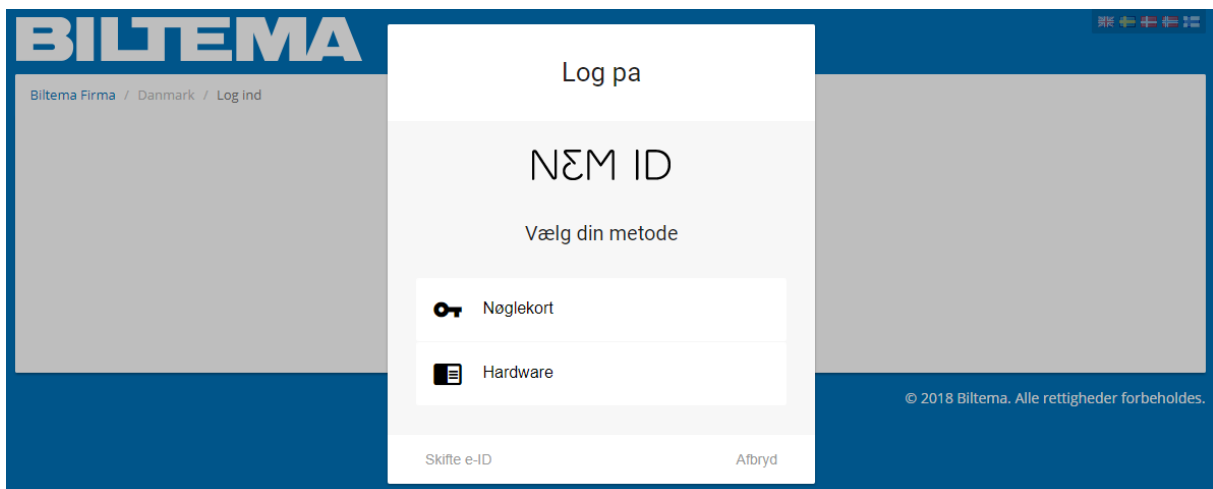 BILTEMA
Biltema Firma / Danmark / Log ind
Log pa
NEM ID
Vælg din metode
Nøglekort
Hardware
Skifte e-ID Afbryd
© 2018 Biltema. Alle rettigheder forbeholdes.